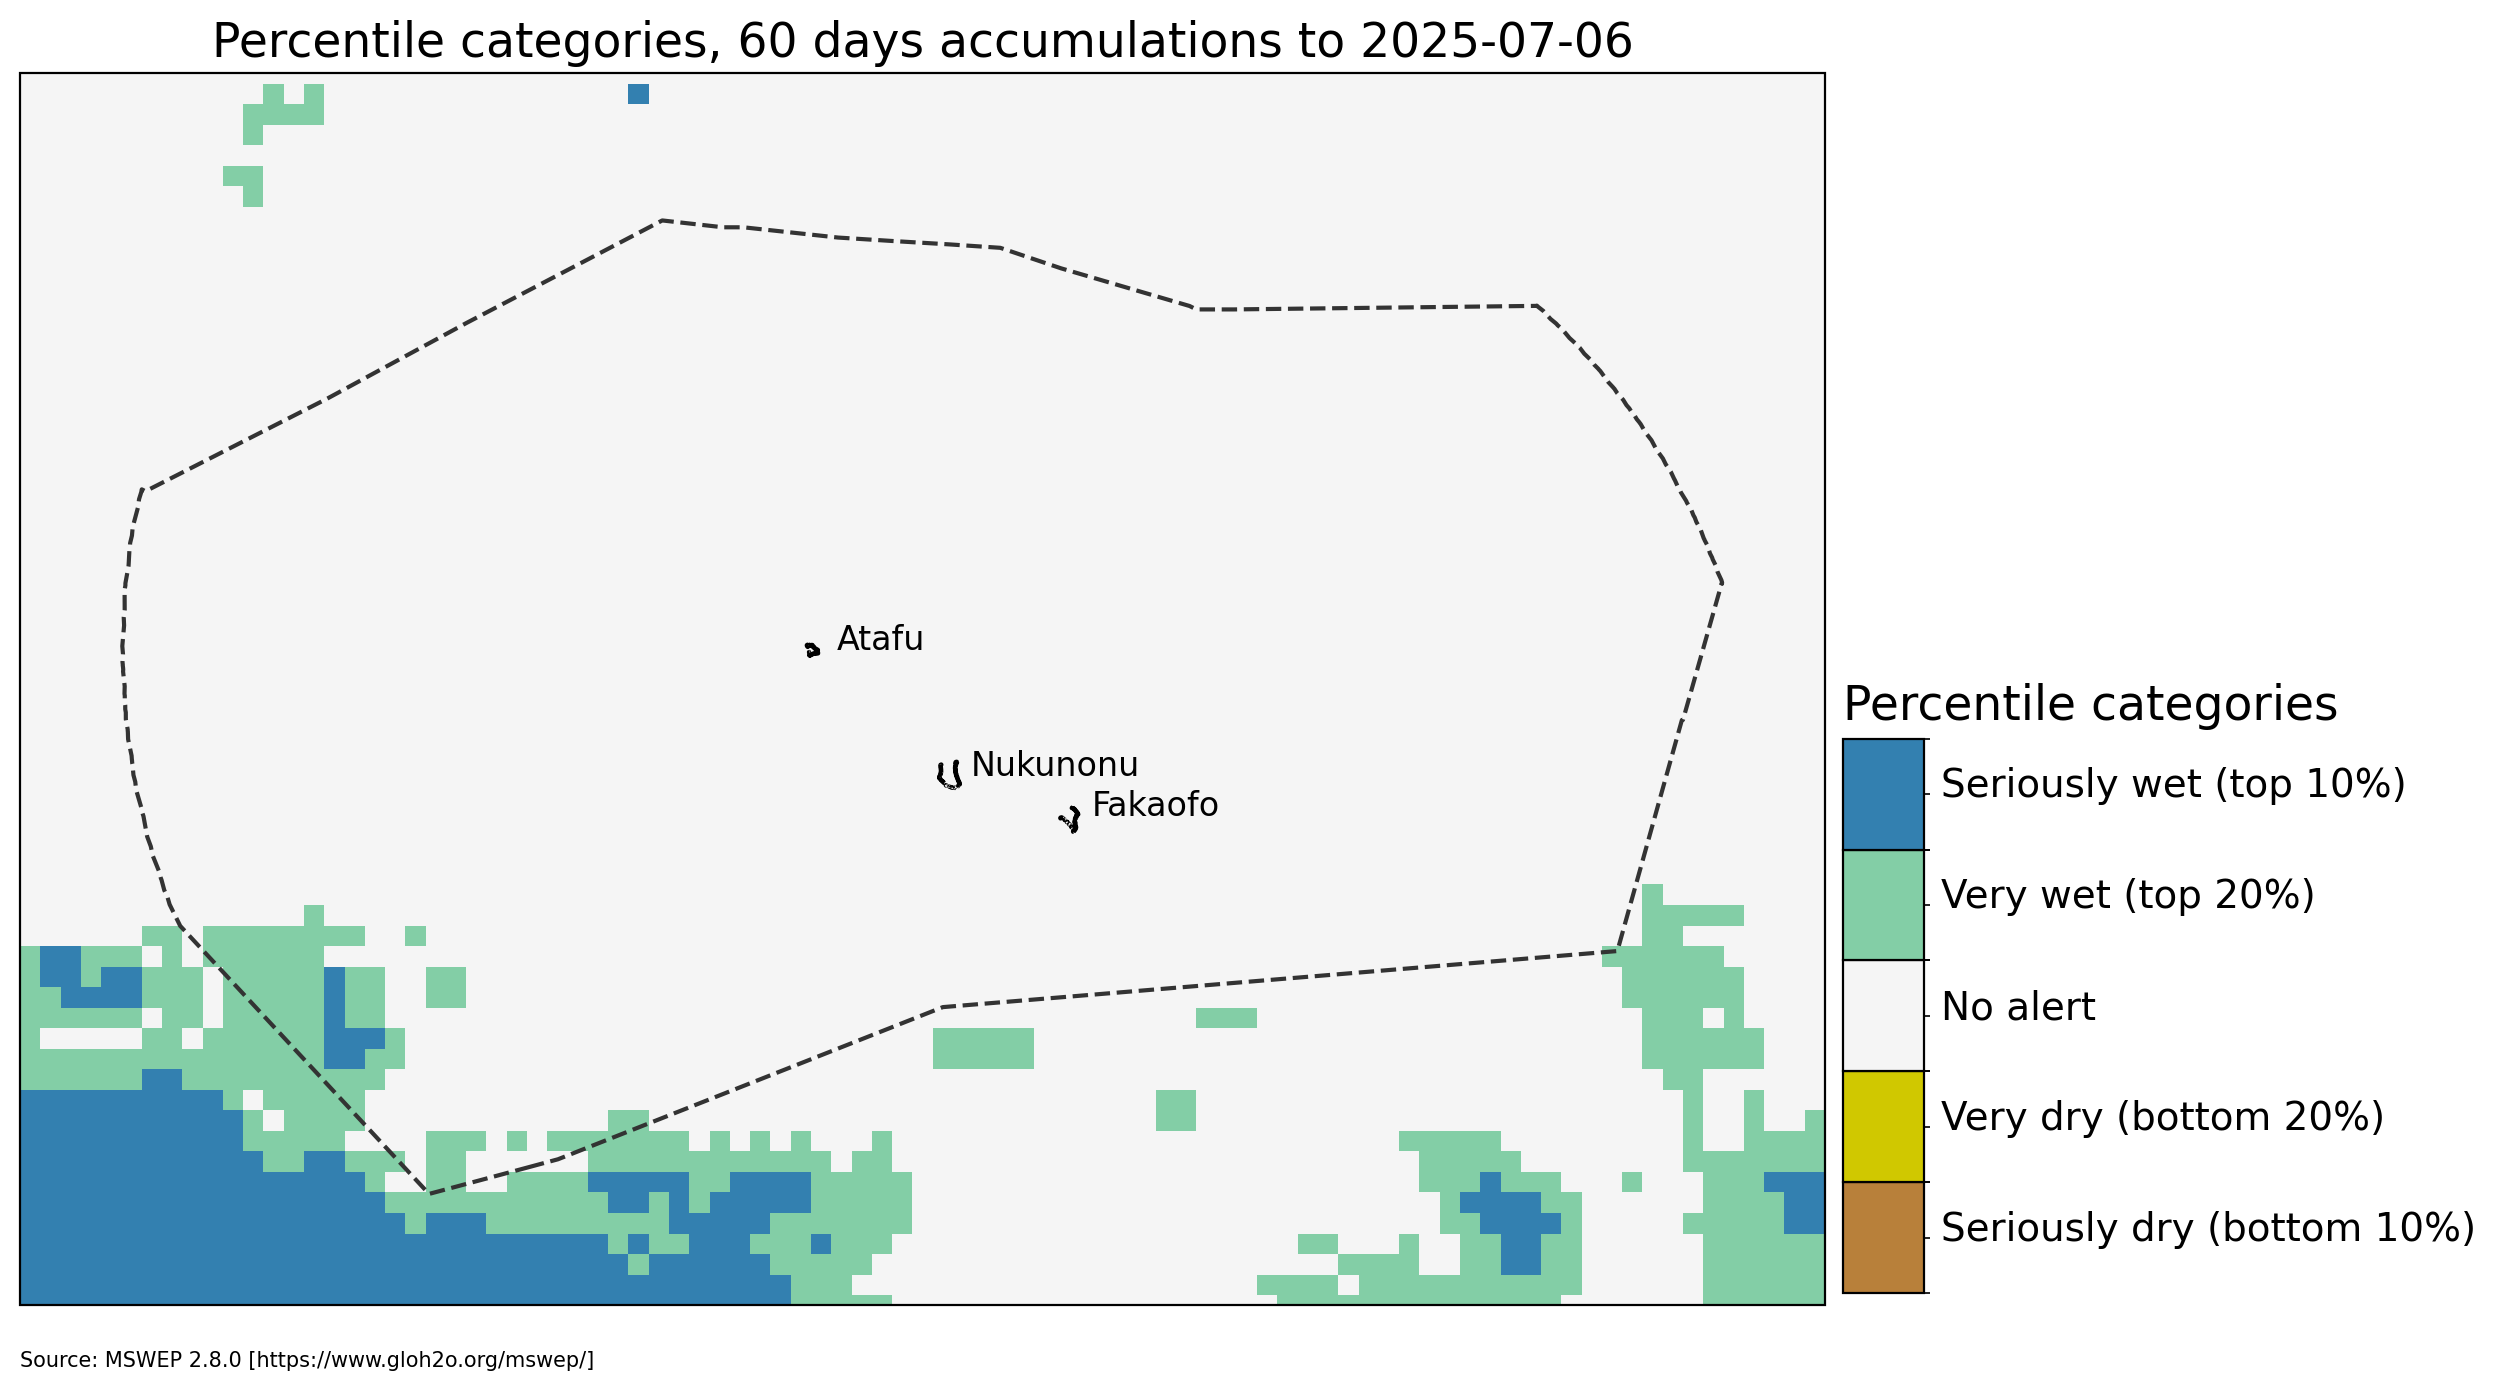 Percentile categories, 60 days accumulations to 2025-07-06
Atafu
Nukunonu
Fakaofo
Percentile categories
Seriously wet (top 10%)
Very wet (top 20%)
No alert
Very dry (bottom 20%)
Seriously dry (bottom 10%)
Source: MSWEP 2.8.0 [https://www.gloh2o.org/mswep/]